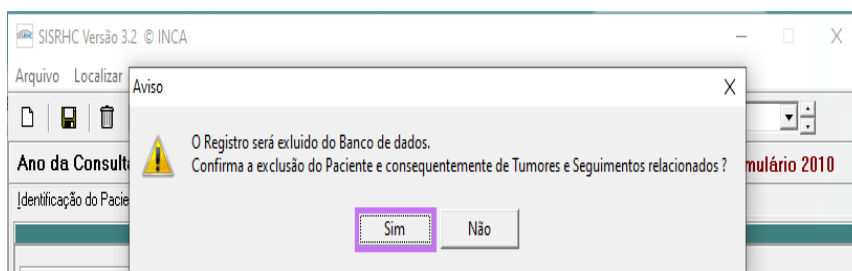 SISRHC Versão 3.2 © INCA
Arquivo Localizar
Aviso
O Registro será exluido do Banco de dados.
Confirma a exclusão do Paciente e consequentemente de Tumores e Seguimentos relacionados ?
Ano da Consult
mulário 2010
Identificação do Pacie
Sim Não